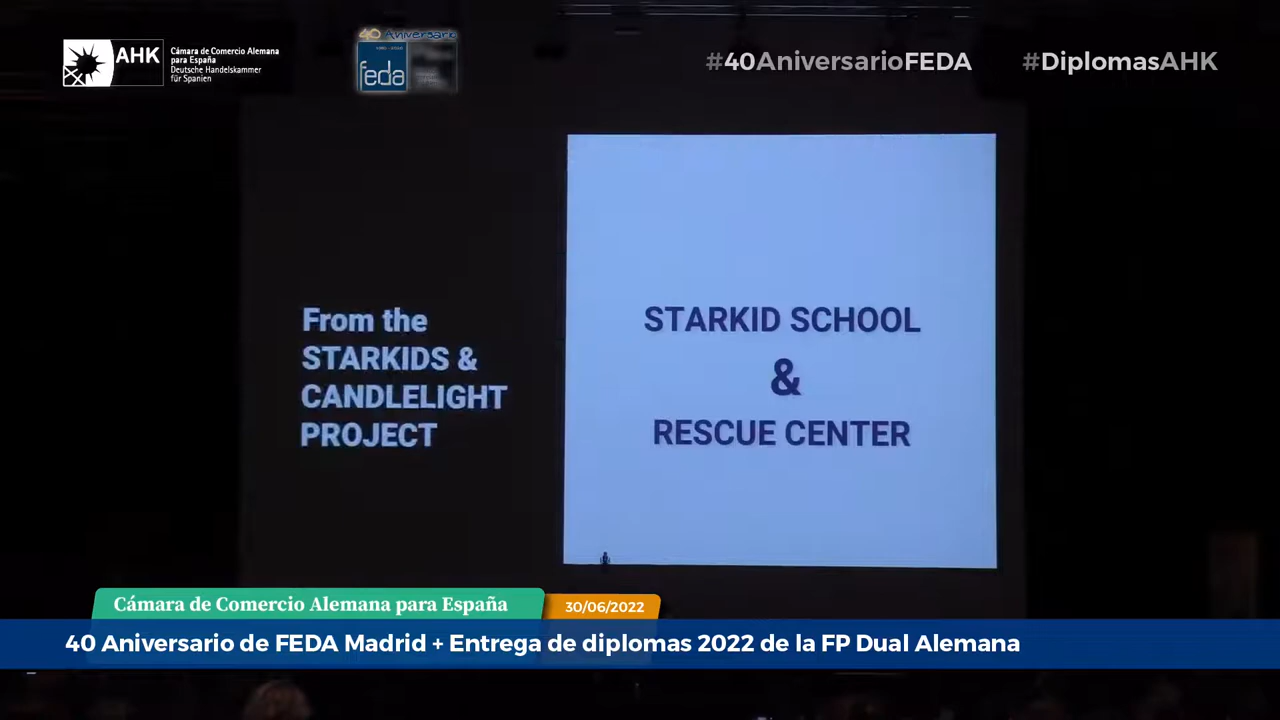 AHK
Cámara de Comercio Alemana
para España
Deutsche Handelskammer
für Spanien
40 Aniversario
feda
#40AniversarioFEDA
#DiplomasAHK
From the
STARKIDS &
CANDLELIGHT
PROJECT
STARKID SCHOOL
&
RESCUE CENTER
Cámara de Comercio Alemana para España
30/06/2022
40 Aniversario de FEDA Madrid + Entrega de diplomas 2022 de la FP Dual Alemana